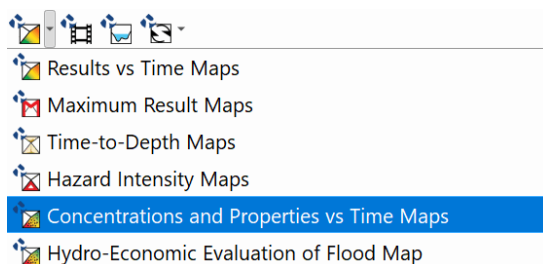 Results vs Time Maps
Maximum Result Maps
Time-to-Depth Maps
Hazard Intensity Maps
Concentrations and Properties vs Time Maps
Hydro-Economic Evaluation of Flood Map